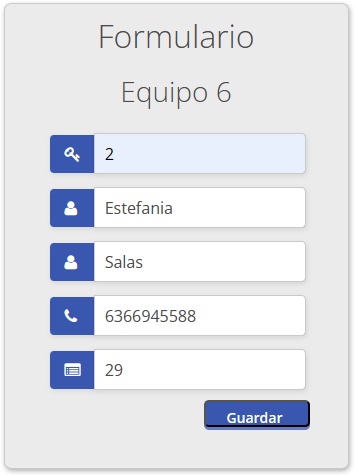 Formulario
Equipo 6
2
Estefania
Salas
6366945588
29
Guardar